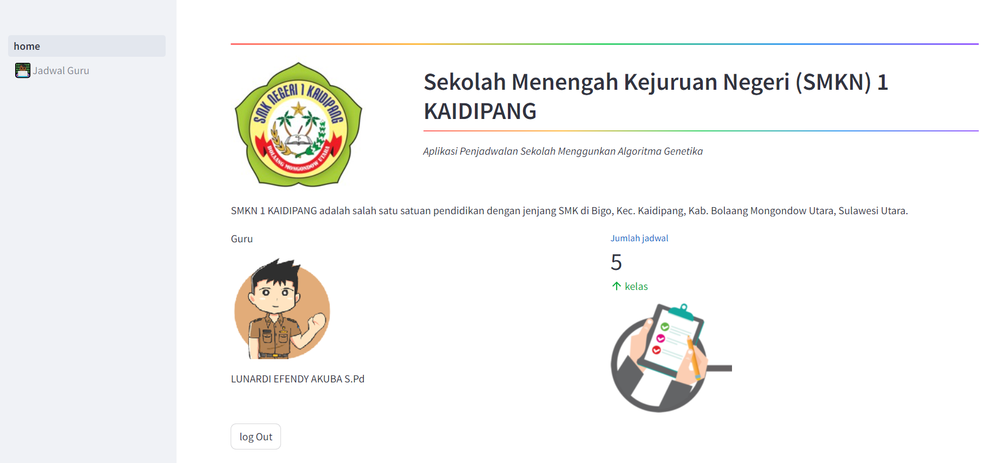 home
Jadwal Guru
SMK NEGERI 1 KAIDIPANG
BOLAANG MONGONDOW UTARA
Sekolah Menengah Kejuruan Negeri (SMKN) 1
KAIDIPANG
Aplikasi Penjadwalan Sekolah Menggunkan Algoritma Genetika
SMKN 1 KAIDIPANG adalah salah satu satuan pendidikan dengan jenjang SMK di Bigo, Kec. Kaidipang, Kab. Bolaang Mongondow Utara, Sulawesi Utara.
Guru
LUNARDI EFENDY AKUBA S.Pd
Jumlah jadwal
5
↑ kelas
log Out